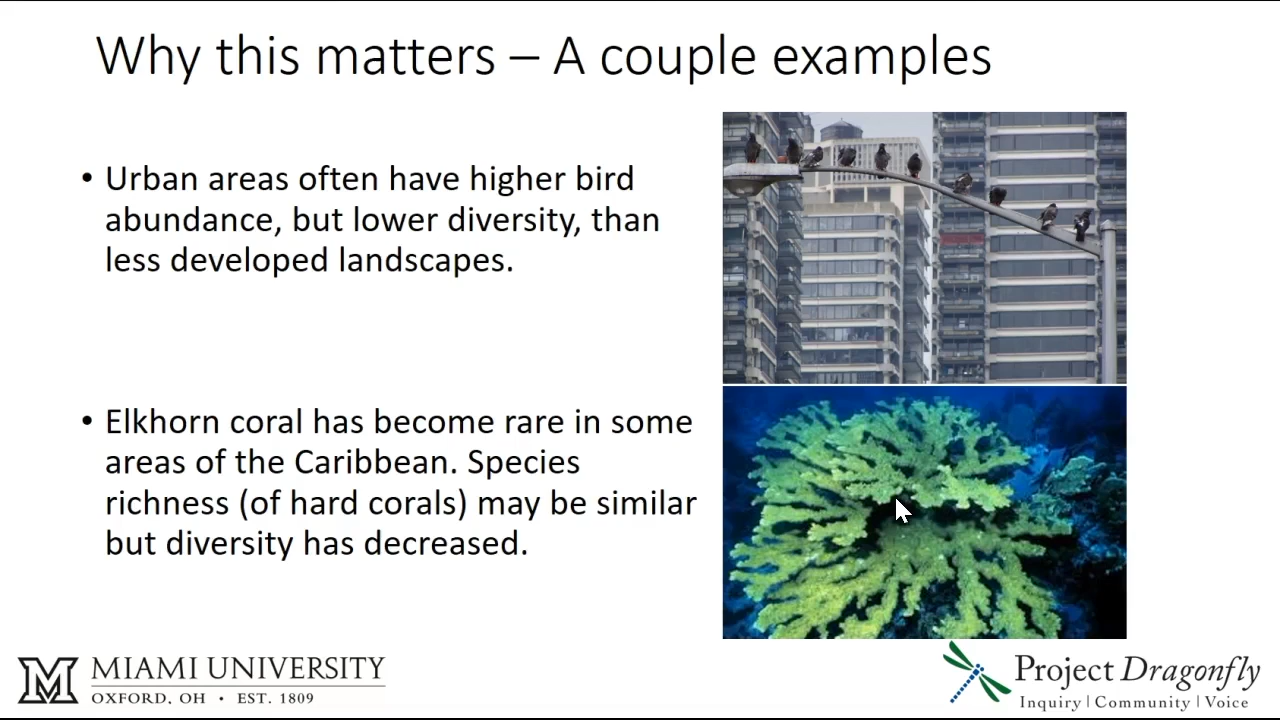 Why this matters – A couple examples
• Urban areas often have higher bird
abundance, but lower diversity, than
less developed landscapes.
• Elkhorn coral has become rare in some
areas of the Caribbean. Species
richness (of hard corals) may be similar
but diversity has decreased.
M MIAMI UNIVERSITY
OXFORD, OH • EST. 1809
Project Dragonfly
Inquiry | Community | Voice